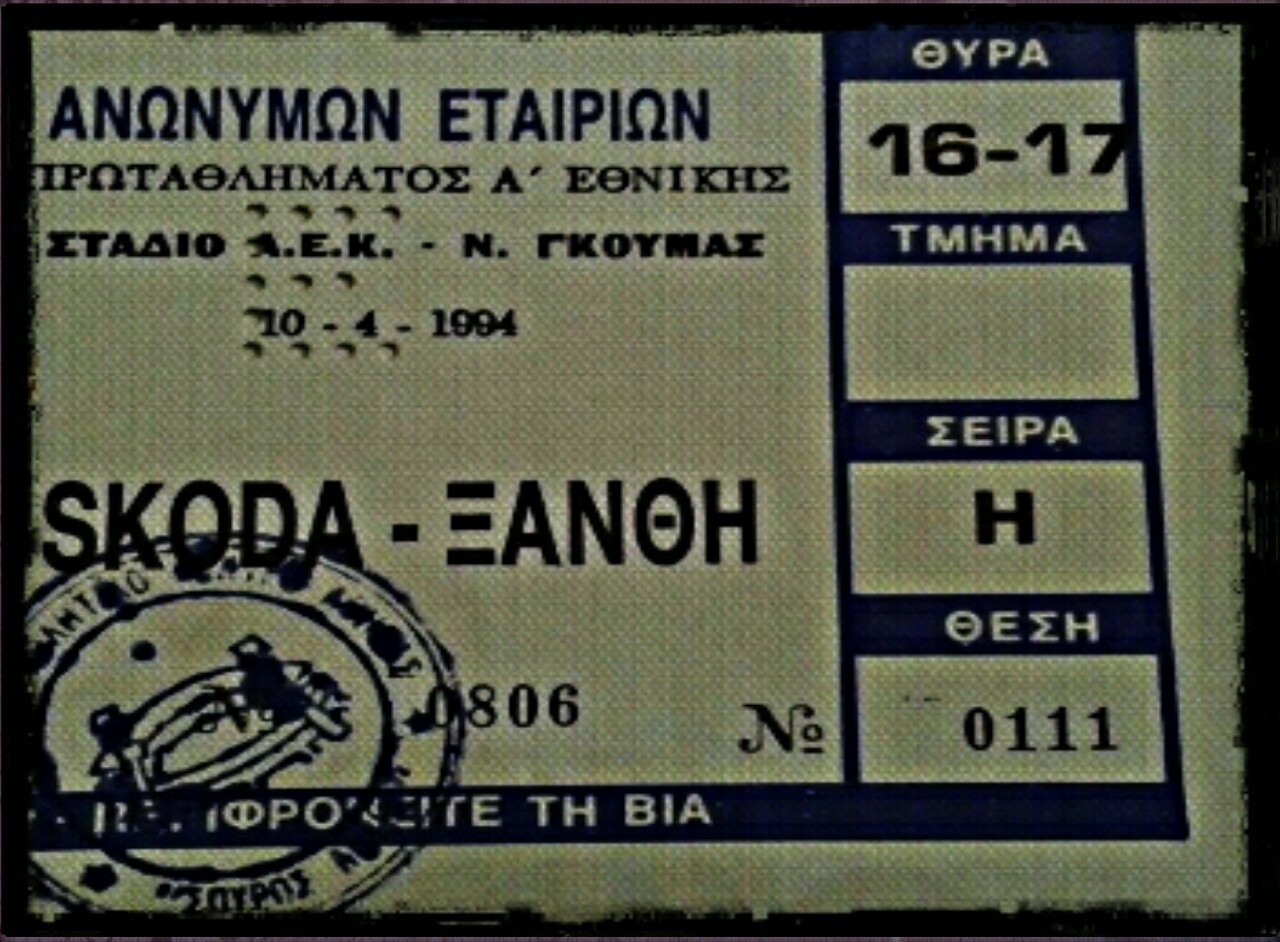 ΑΝΩΝΥΜΩΝ ΕΤΑΙΡΙΩΝ
ΠΡΩΤΑΘΛΗΜΑΤΟΣ Α΄ ΕΘΝΙΚΗΣ
ΣΤΑΔΙΟ Α.Ε.Κ. - Ν. ΓΚΟΥΜΑΣ
10 - 4 - 1994
SKODA - ΞΑΝΘΗ
0806
№
ΤΗ ΒΙΑ
ΘΥΡΑ
16-17
ΤΜΗΜΑ
ΣΕΙΡΑ
Η
ΘΕΣΗ
0111